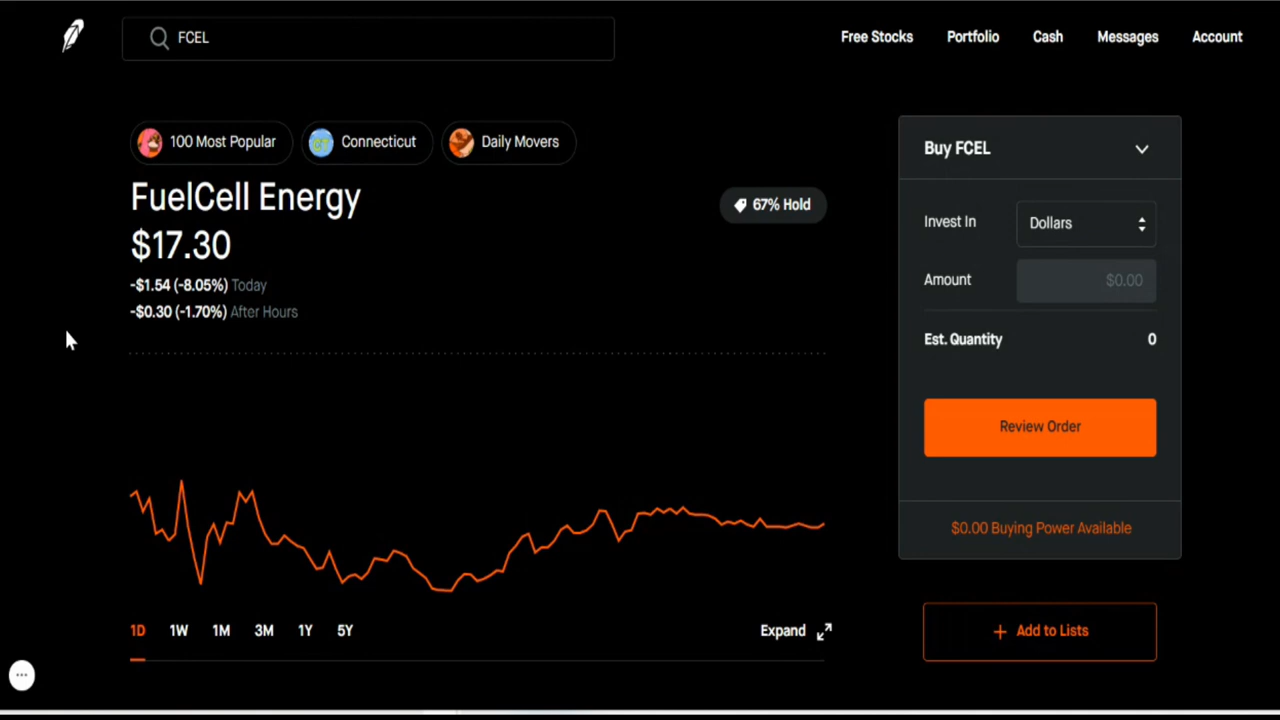 FCEL
Free Stocks Portfolio Cash Messages Account
100 Most Popular Connecticut Daily Movers
FuelCell Energy
$17.30
67% Hold
-$1.54 (-8.05%) Today
-$0.30 (-1.70%) After Hours
1D 1W 1M 3M 1Y 5Y
Expand
Buy FCEL
Invest In Dollars
Amount $0.00
Est. Quantity 0
Review Order
$0.00 Buying Power Available
+ Add to Lists